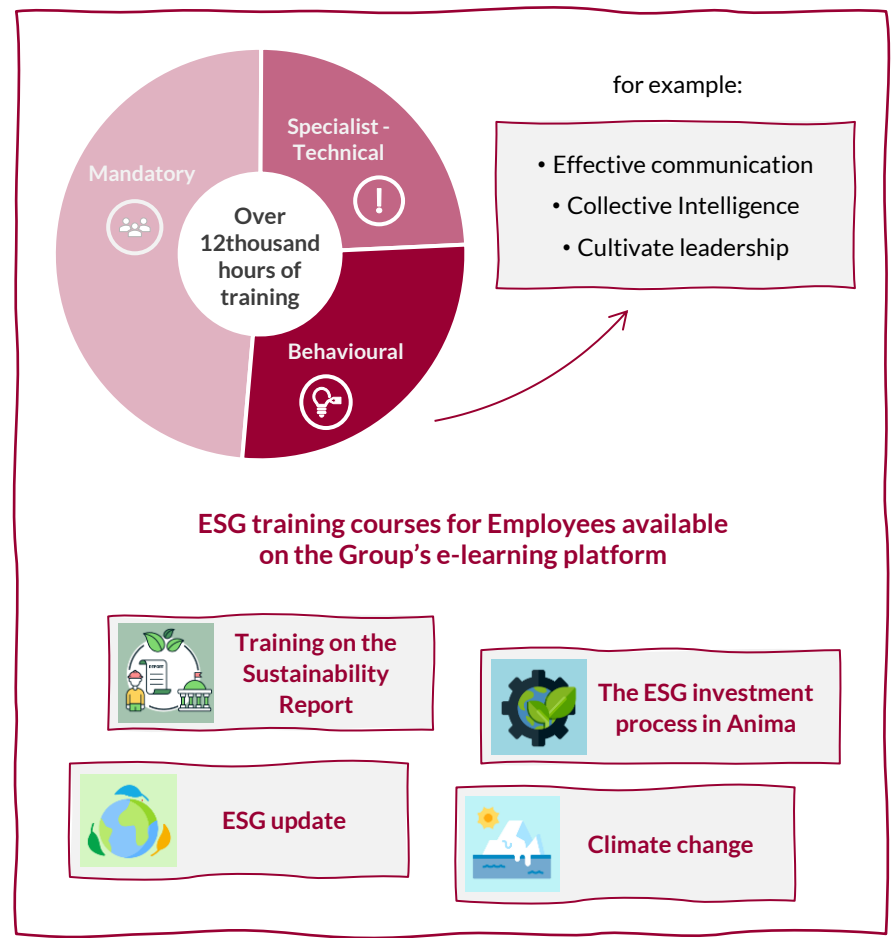 Mandatory
Specialist -
Technical
Over
12thousand
hours of
training
Behavioural
for example:
• Effective communication
• Collective Intelligence
• Cultivate leadership
ESG training courses for Employees available
on the Group’s e-learning platform
REPORT
Training on the
Sustainability
Report
The ESG investment
process in Anima
ESG update
Climate change